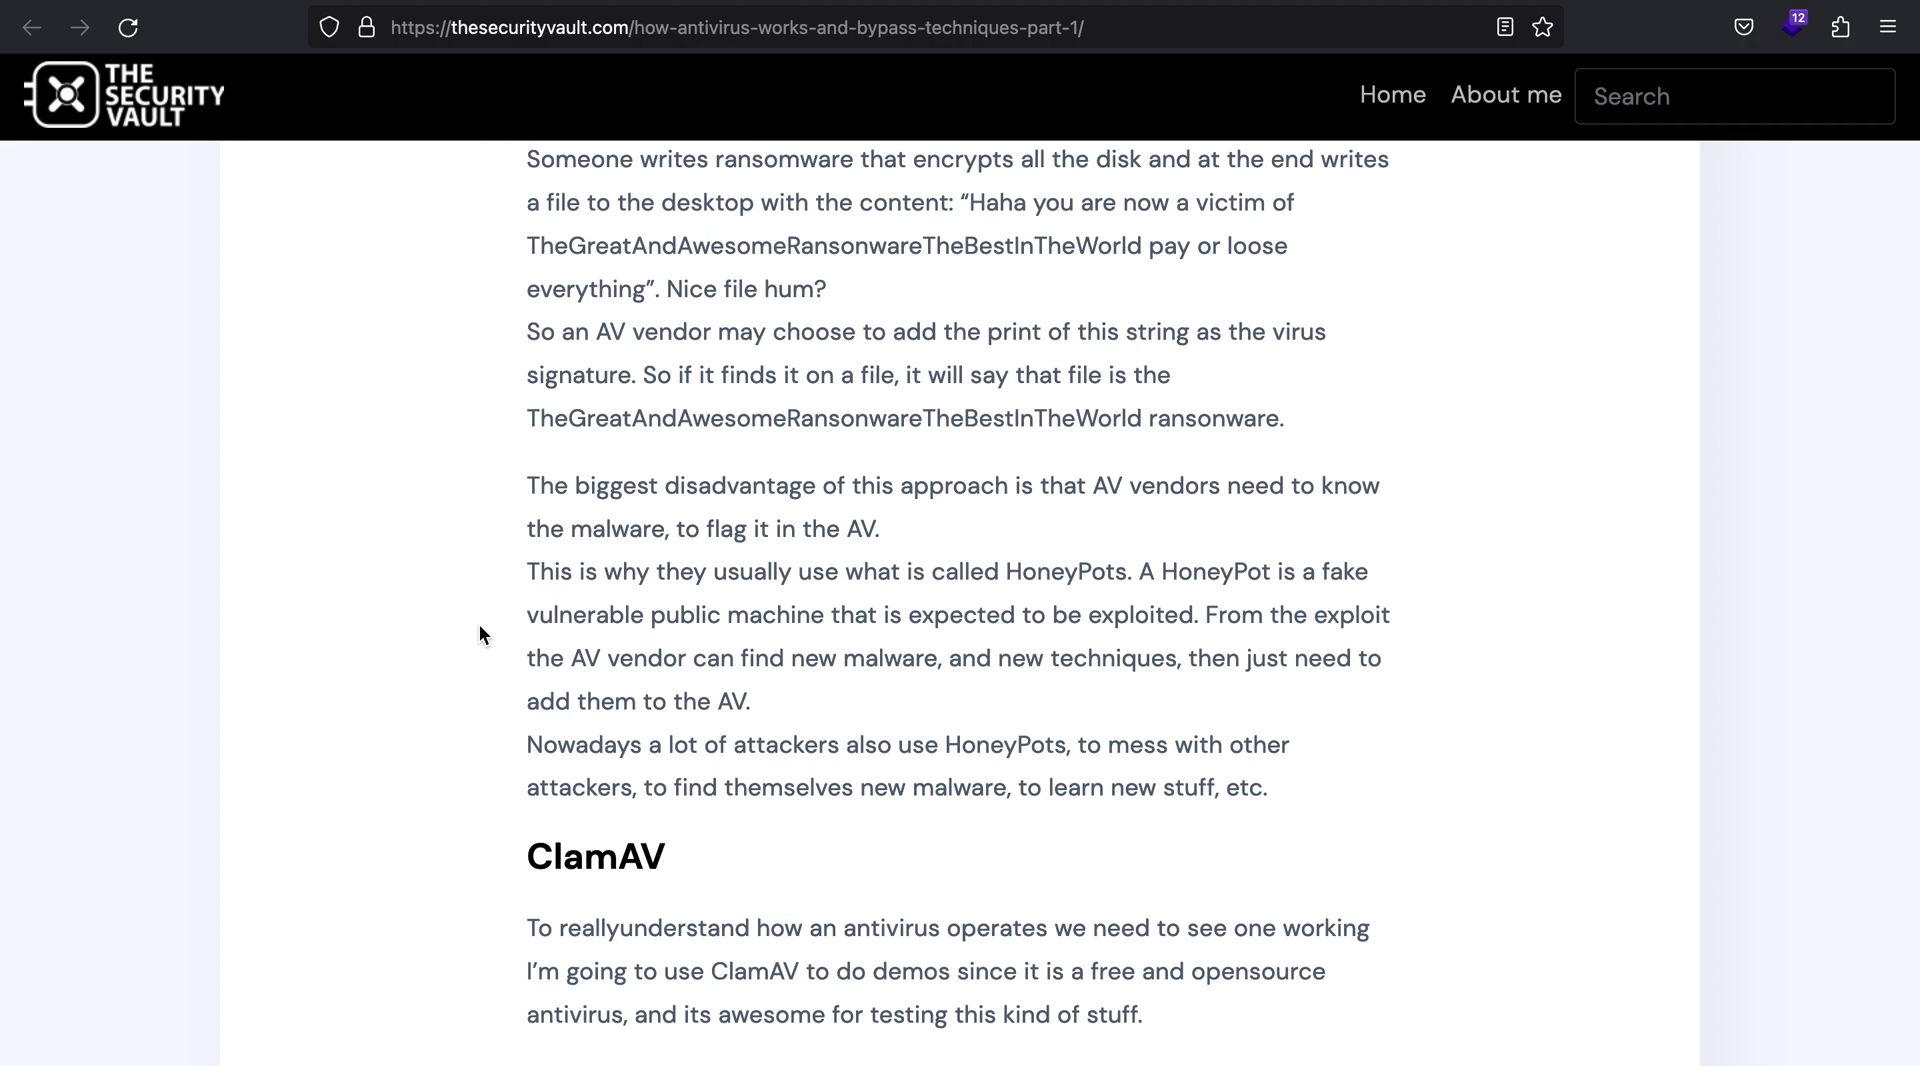 https://thesecurityvault.com/how-antivirus-works-and-bypass-techniques-part-1/
12
THE
SECURITY
VAULT
Home
About me
Search
Someone writes ransomware that encrypts all the disk and at the end writes
a file to the desktop with the content: “Haha you are now a victim of
TheGreatAndAwesomeRansonwareTheBestInTheWorld pay or loose
everything”. Nice file hum?
So an AV vendor may choose to add the print of this string as the virus
signature. So if it finds it on a file, it will say that file is the
TheGreatAndAwesomeRansonwareTheBestInTheWorld ransonware.
The biggest disadvantage of this approach is that AV vendors need to know
the malware, to flag it in the AV.
This is why they usually use what is called HoneyPots. A HoneyPot is a fake
vulnerable public machine that is expected to be exploited. From the exploit
the AV vendor can find new malware, and new techniques, then just need to
add them to the AV.
Nowadays a lot of attackers also use HoneyPots, to mess with other
attackers, to find themselves new malware, to learn new stuff, etc.
ClamAV
To reallyunderstand how an antivirus operates we need to see one working
I’m going to use ClamAV to do demos since it is a free and opensource
antivirus, and its awesome for testing this kind of stuff.